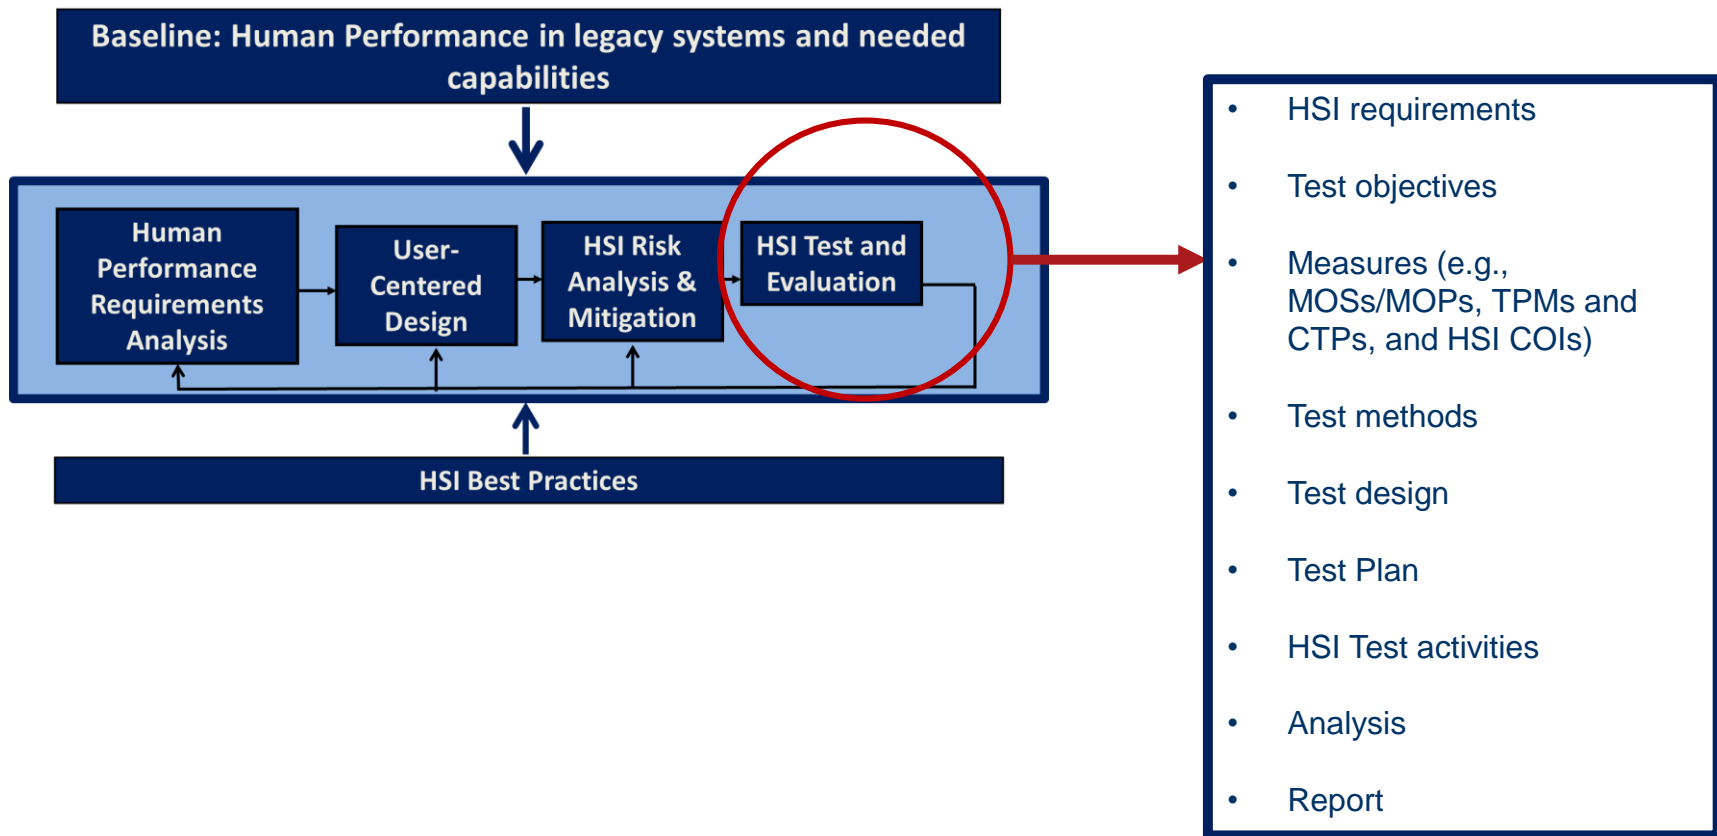 Baseline: Human Performance in legacy systems and needed
capabilities
Human
Performance
Requirements
Analysis
User-
Centered
Design
HSI Risk
Analysis &
Mitigation
HSI Test and
Evaluation
HSI Best Practices
• HSI requirements
• Test objectives
• Measures (e.g.,
MOSs/MOPs, TPMs and
CTPs, and HSI COIs)
• Test methods
• Test design
• Test Plan
• HSI Test activities
• Analysis
• Report